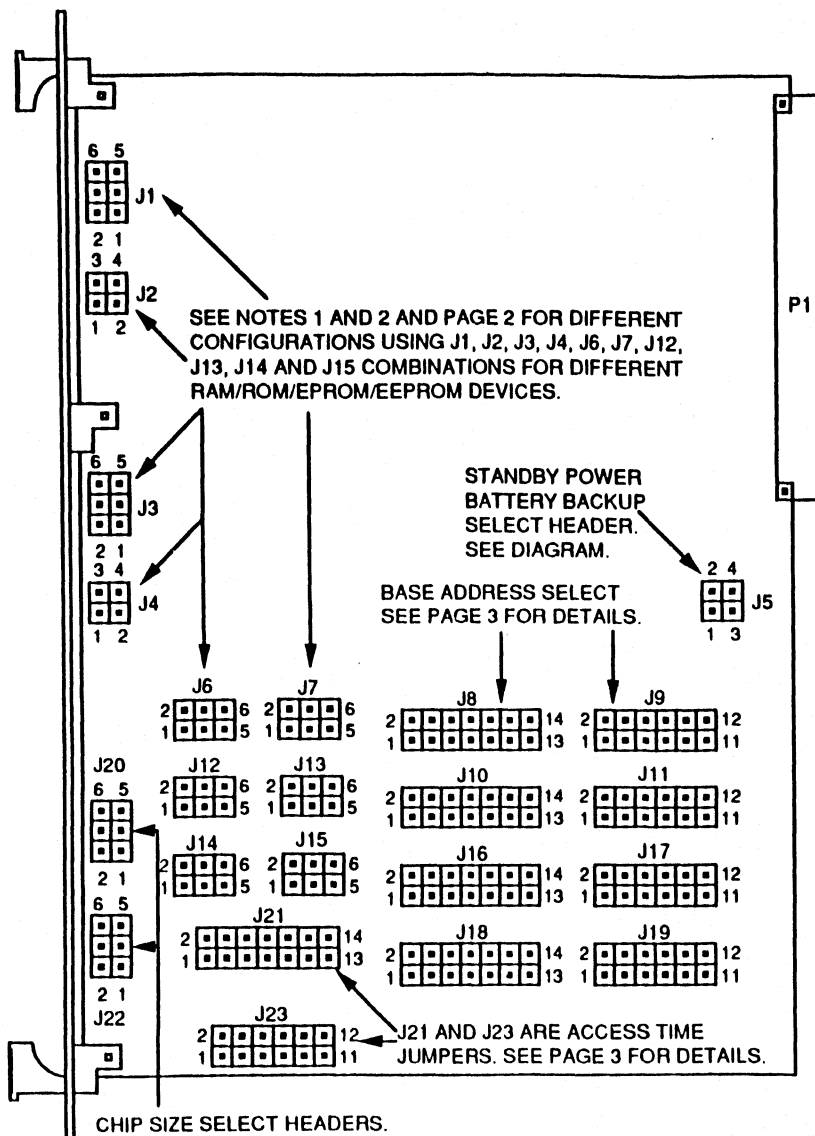 6 5
J1
2 1
3 4
J2
1 2
P1
SEE NOTES 1 AND 2 AND PAGE 2 FOR DIFFERENT
CONFIGURATIONS USING J1, J2, J3, J4, J6, J7, J12,
J13, J14 AND J15 COMBINATIONS FOR DIFFERENT
RAM/ROM/EPROM/EEPROM DEVICES.
6 5
J3
2 1
3 4
J4
1 2
STANDBY POWER
BATTERY BACKUP
SELECT HEADER.
SEE DIAGRAM.
2 4
J5
1 3
BASE ADDRESS SELECT
SEE PAGE 3 FOR DETAILS.
J6 J7 J8 J9
2 6 2 6 2 14 2 12
1 5 1 5 1 13 1 11
J20
6 5
2 1
J12 J13 J10 J11
2 6 2 6 2 14 2 12
1 5 1 5 1 13 1 11
J14 J15 J16 J17
2 6 2 6 2 14 2 12
1 5 1 5 1 13 1 11
6 5
2 1
J22
J21 J18 J19
2 14 2 14 2 12
1 13 1 13 1 11
J23
2 12
1 11
J21 AND J23 ARE ACCESS TIME
JUMPERS. SEE PAGE 3 FOR DETAILS.
CHIP SIZE SELECT HEADERS.